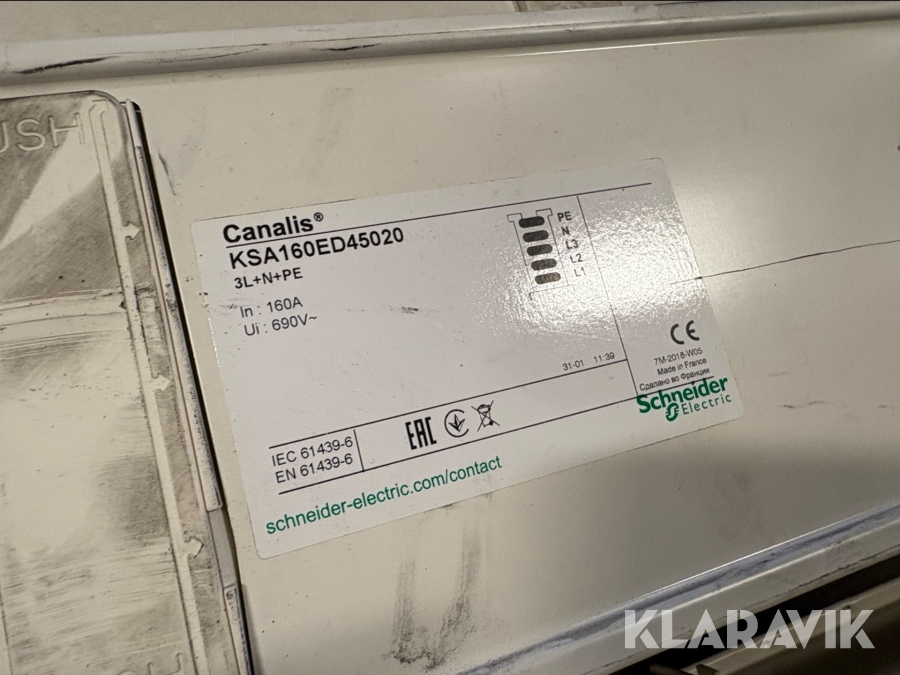 USH
Canalis®
KSA160ED45020
3L+N+PE
In : 160A
Ui : 690V~
PE
N
L3
L2
L1
31-01 11:39
CE
7M-2018-W05
Made in France
Сделано во Франции
Schneider
Electric
IEC 61439-6
EN 61439-6
EAC
schneider-electric.com/contact
KLARAVIK